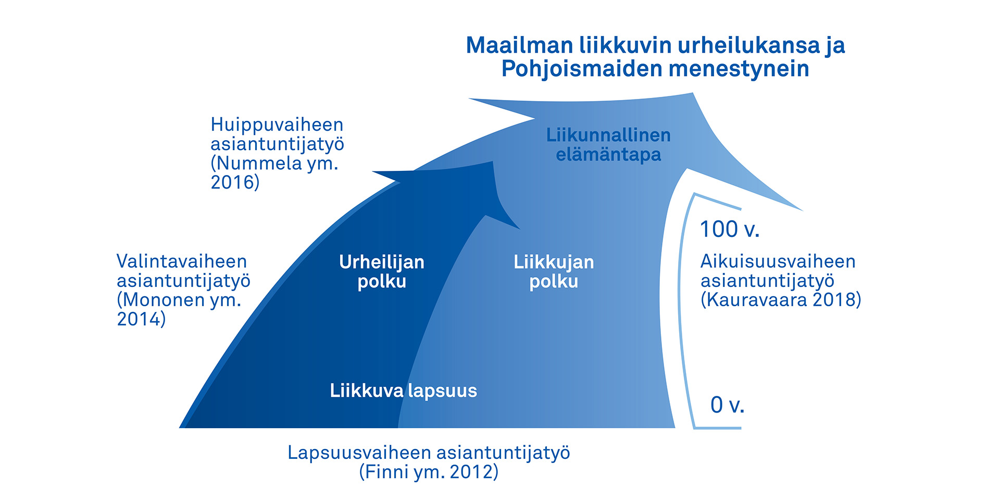 Maailman liikkuvin urheilukansa ja
Pohjoismaiden menestynein
Huippuvaiheen
asiantuntijatyö
(Nummela ym.
2016)
Liikunnallinen
elämäntapa
Valintavaiheen
asiantuntijatyö
(Mononen ym.
2014)
Urheilijan
polku
Liikkujan
polku
100 v.
Aikuisuusvaiheen
asiantuntijatyö
(Kauravaara 2018)
Liikkuva lapsuus
0 v.
Lapsuusvaiheen asiantuntijatyö
(Finni ym. 2012)